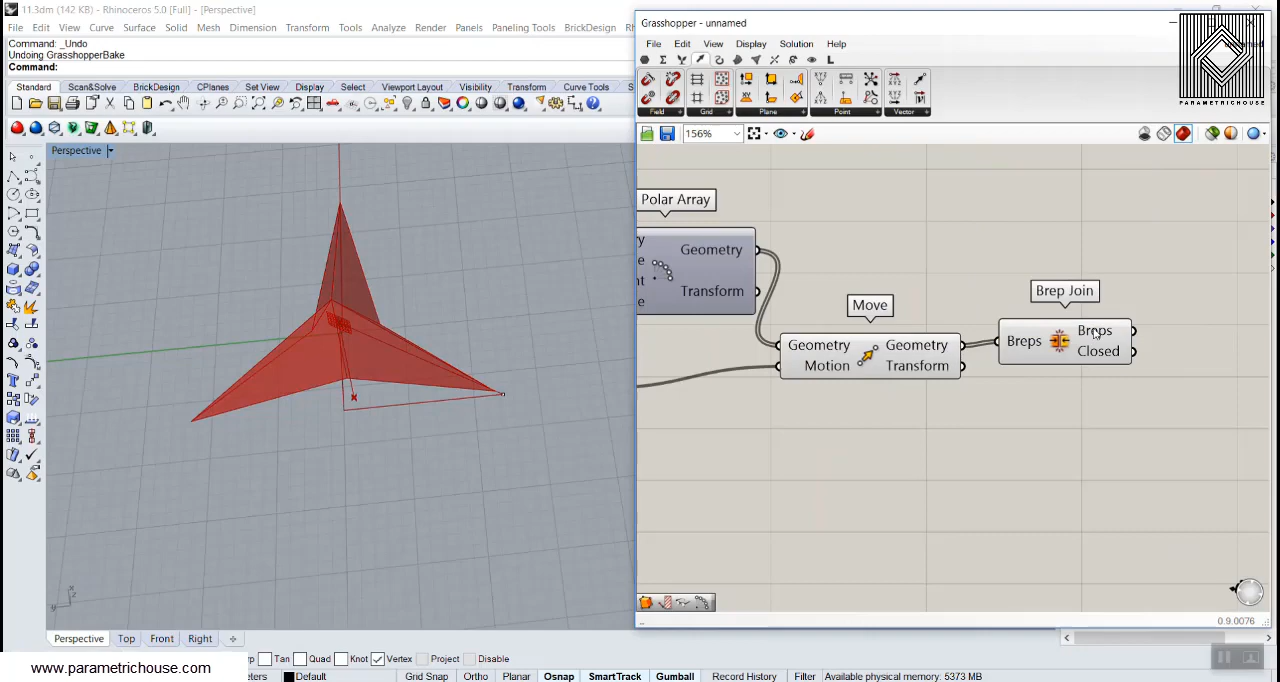 11.3dm (142 KB) - Rhinoceros 5.0 [Full] - [Perspective]
File Edit View Curve Surface Solid Mesh Dimension Transform Tools Analyze Render Panels Paneling Tools BrickDesign
Command: _Undo
Undoing GrasshopperBake
Command:
Standard Scan&Solve BrickDesign CPlanes Set View Display Select Viewport Layout Visibility Transform Curve Tools
Perspective
Perspective Top Front Right
Tan Quad Knot Vertex Project Disable
www.parametrichouse.com
Default Grid Snap Ortho Planar Osnap SmartTrack Gumball Record History Filter Available physical memory: 5373 MB
Grasshopper - unnamed
File Edit View Display Solution Help
PARAMETRICHOUSE
Field Grid Plane Point Vector
156%
Polar Array
Geometry
Transform
Move
Geometry Geometry
Motion Transform
Brep Join
Breps Breps
Closed
0.9.0076